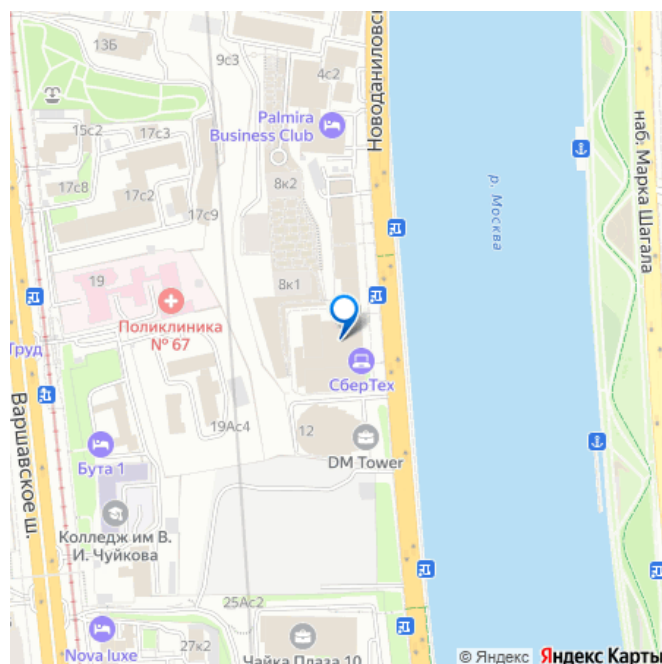 13Б
9с3
4с2
Palmira
Business Club
Новоданиловс
наб. Марка Шагала
р. Москва
15с2
17с3
17с8
17с2
17с9
8к2
8к1
19
Поликлиника
№ 67
Труд
СберТех
19Ас4
12
DM Tower
Бута 1
Варшавское ш.
Колледж им В.
И. Чуйкова
25Ас2
27к2
Nova luxe
Чайка Плаза 10
© Яндекс Яндекс Карты